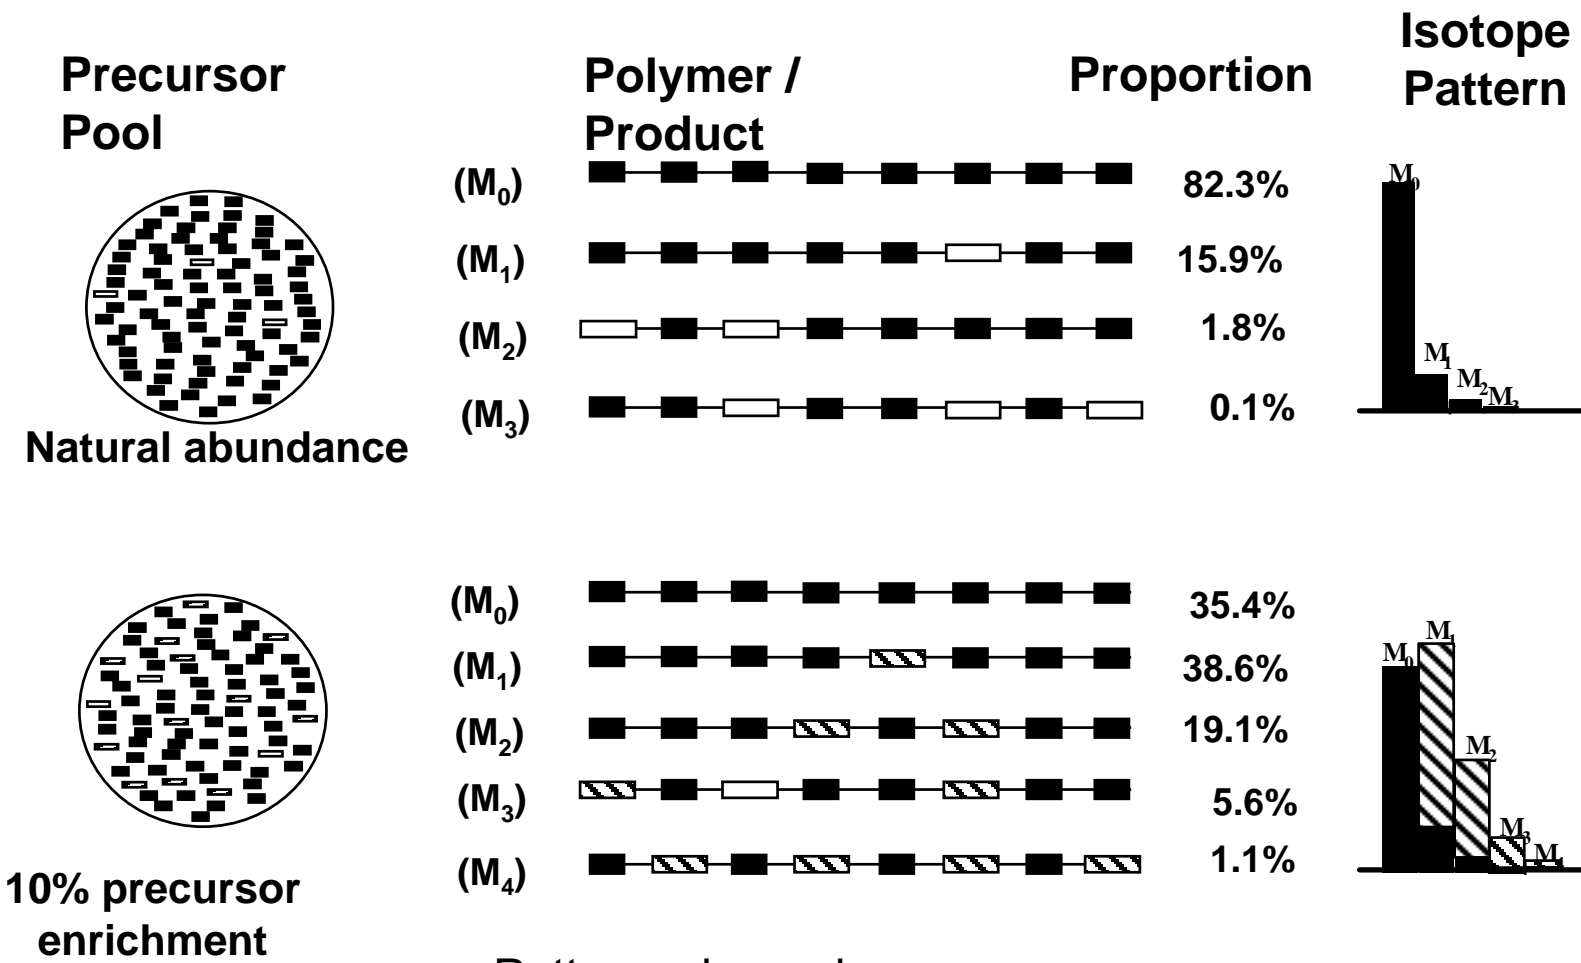 Precursor
Pool
Polymer /
Product
Proportion
Isotope
Pattern
(M0) 82.3%
(M1) 15.9%
(M2) 1.8%
(M3) 0.1%
M0
M1
M2
M3
Natural abundance
(M0) 35.4%
(M1) 38.6%
(M2) 19.1%
(M3) 5.6%
(M4) 1.1%
M0
M1
M2
M3
M4
10% precursor
enrichment